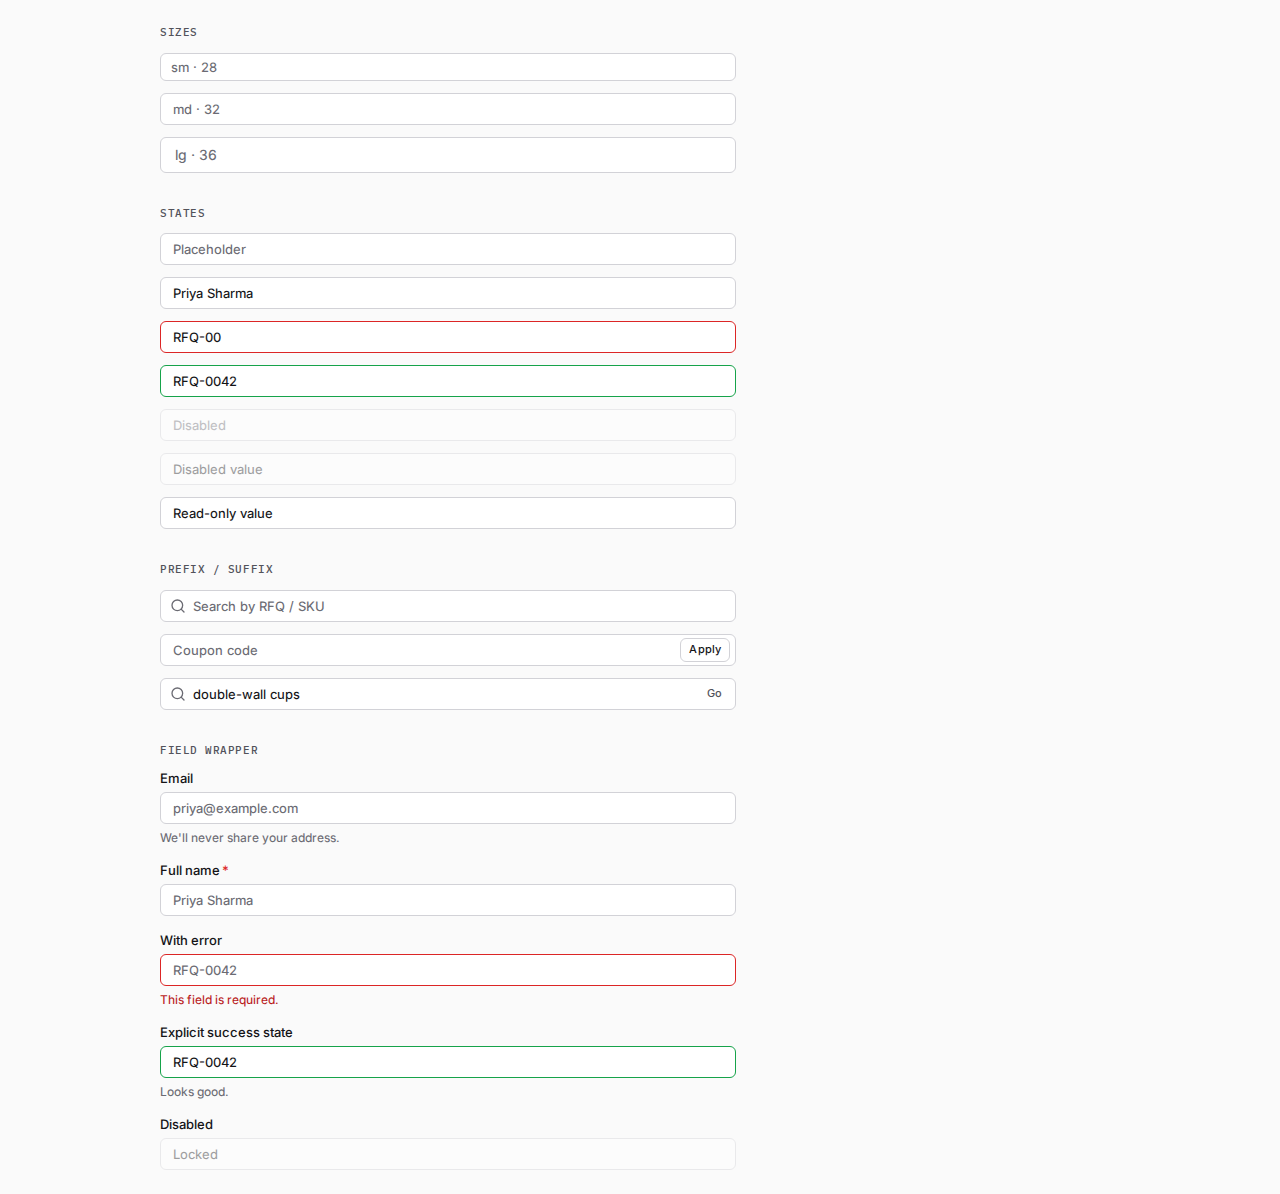 SIZES
sm · 28
md · 32
lg · 36
STATES
Placeholder
Priya Sharma
RFQ-00
RFQ-0042
Disabled
Disabled value
Read-only value
PREFIX / SUFFIX
Search by RFQ / SKU
Coupon code Apply
double-wall cups Go
FIELD WRAPPER
Email
priya@example.com
We'll never share your address.
Full name *
Priya Sharma
With error
RFQ-0042
This field is required.
Explicit success state
RFQ-0042
Looks good.
Disabled
Locked